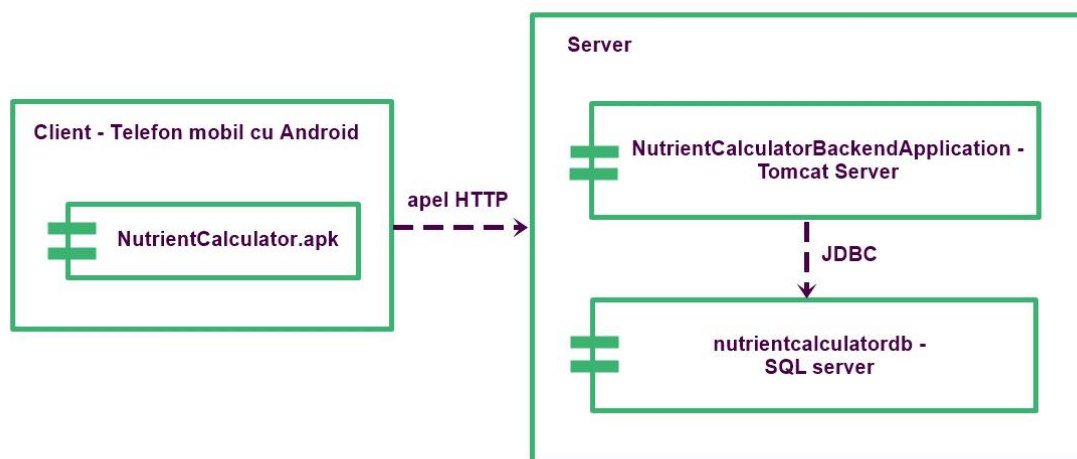 Client - Telefon mobil cu Android
NutrientCalculator.apk
apel HTTP
Server
NutrientCalculatorBackendApplication -
Tomcat Server
JDBC
nutrientcalculatordb -
SQL server